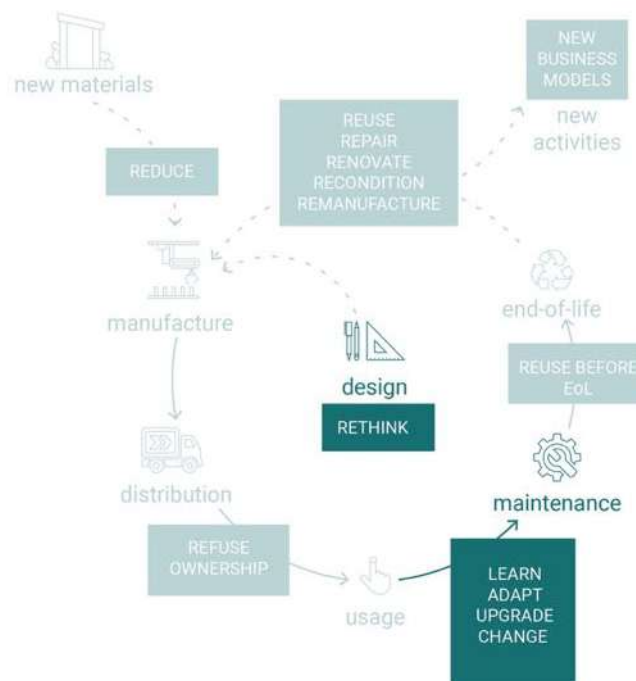 new materials
REDUCE
REUSE
REPAIR
RENOVATE
RECONDITION
REMANUFACTURE
NEW
BUSINESS
MODELS
new
activities
manufacture
end-of-life
design
RETHINK
REUSE BEFORE
EoL
distribution
REFUSE
OWNERSHIP
maintenance
usage
LEARN
ADAPT
UPGRADE
CHANGE